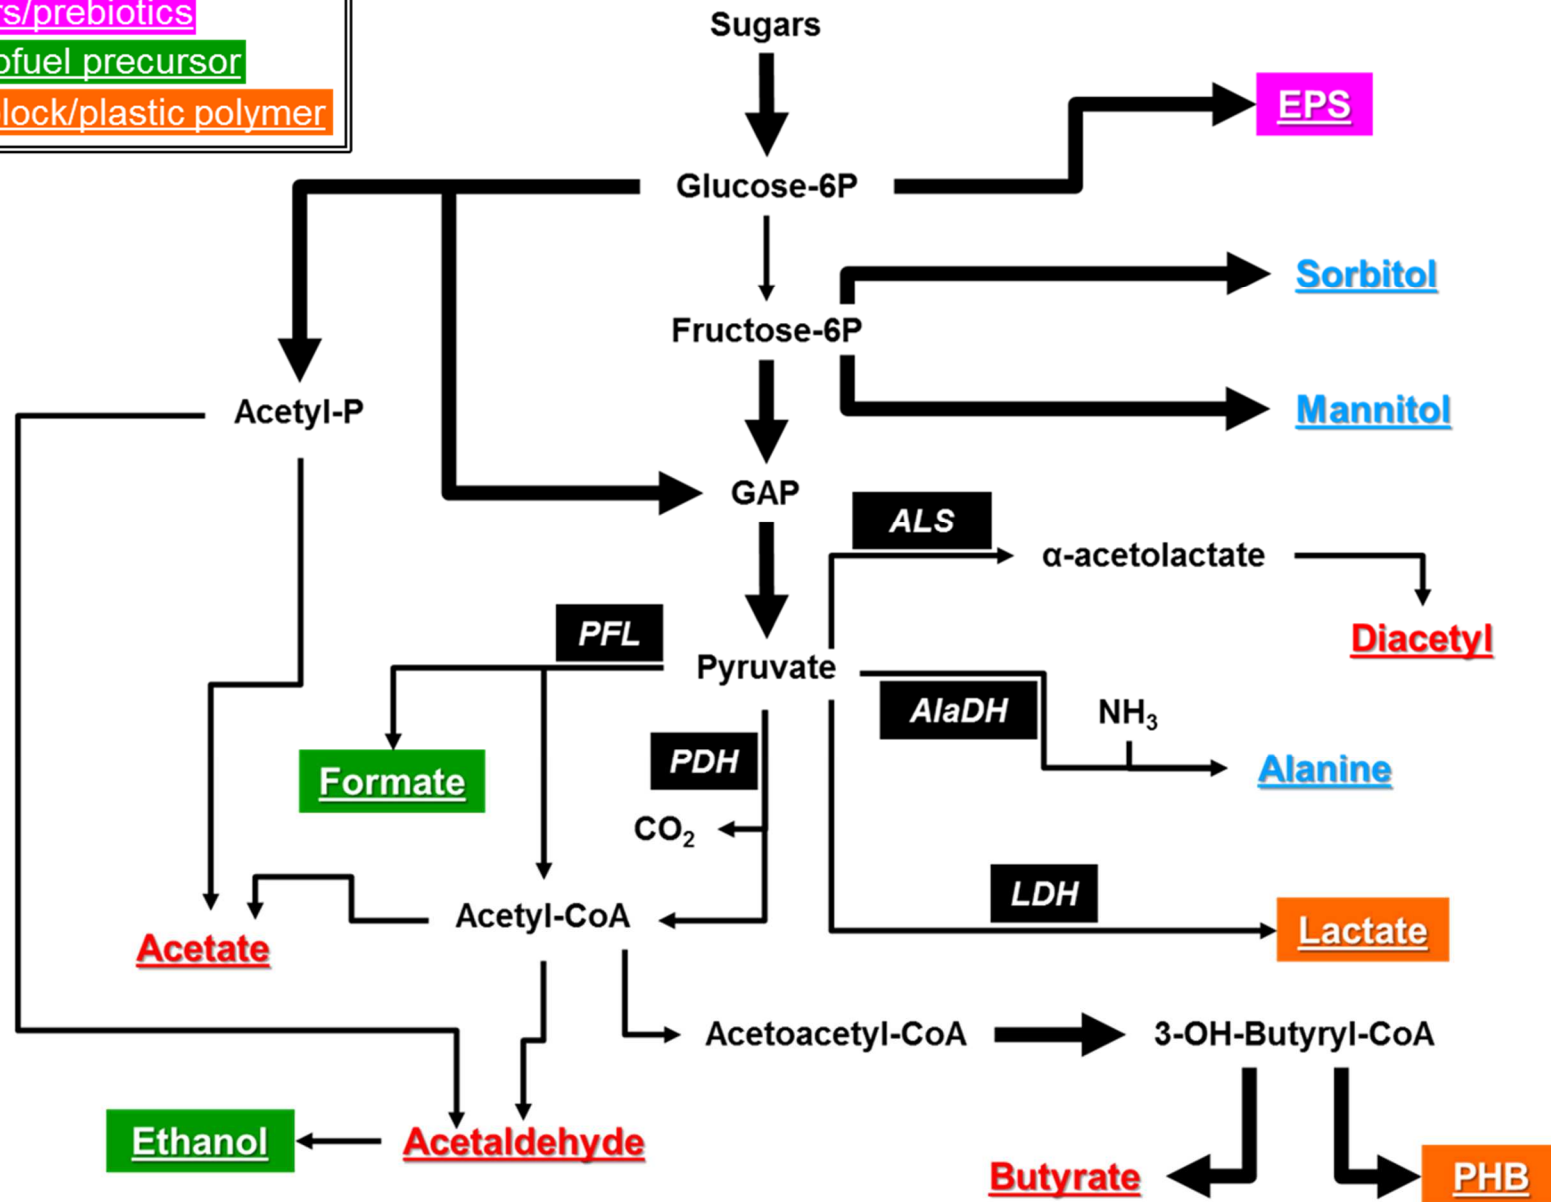 rs/prebiotics
ofuel precursor
lock/plastic polymer
Sugars
EPS
Glucose-6P
Sorbitol
Fructose-6P
Mannitol
Acetyl-P
GAP
ALS
α-acetolactate
Diacetyl
PFL
Pyruvate
AlaDH
NH₃
PDH
Formate
Alanine
CO₂
LDH
Acetyl-CoA
Lactate
Acetate
Acetoacetyl-CoA
3-OH-Butyryl-CoA
Ethanol
Acetaldehyde
Butyrate
PHB